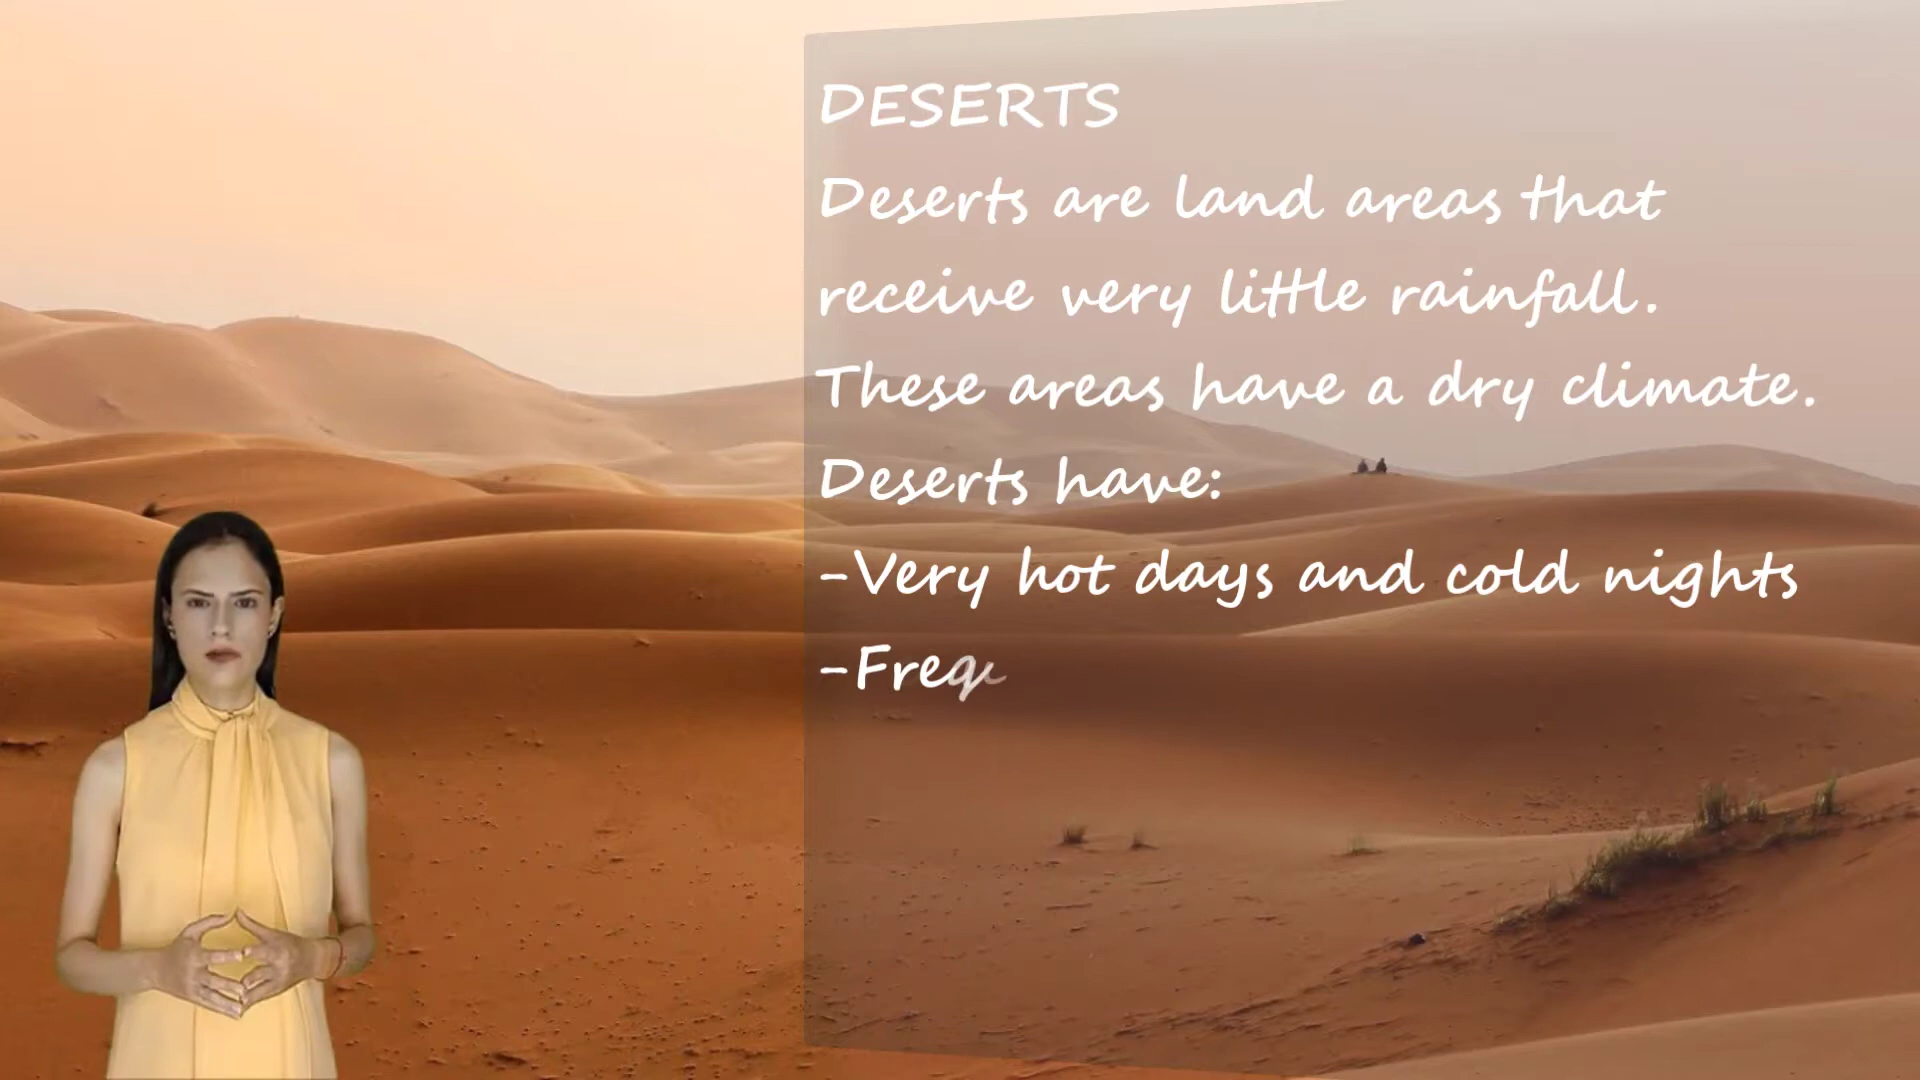 DESERTS
Deserts are land areas that
receive very little rainfall.
These areas have a dry climate.
Deserts have:
-Very hot days and cold nights